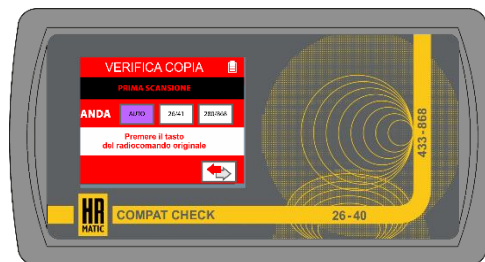 VERIFICA COPIA
PRIMA SCANSIONE
ANDA AUTO 26/41 280/868
Premere il tasto
del radiocomando originale
433-868
HR
MATIC
COMPAT CHECK
26 - 40